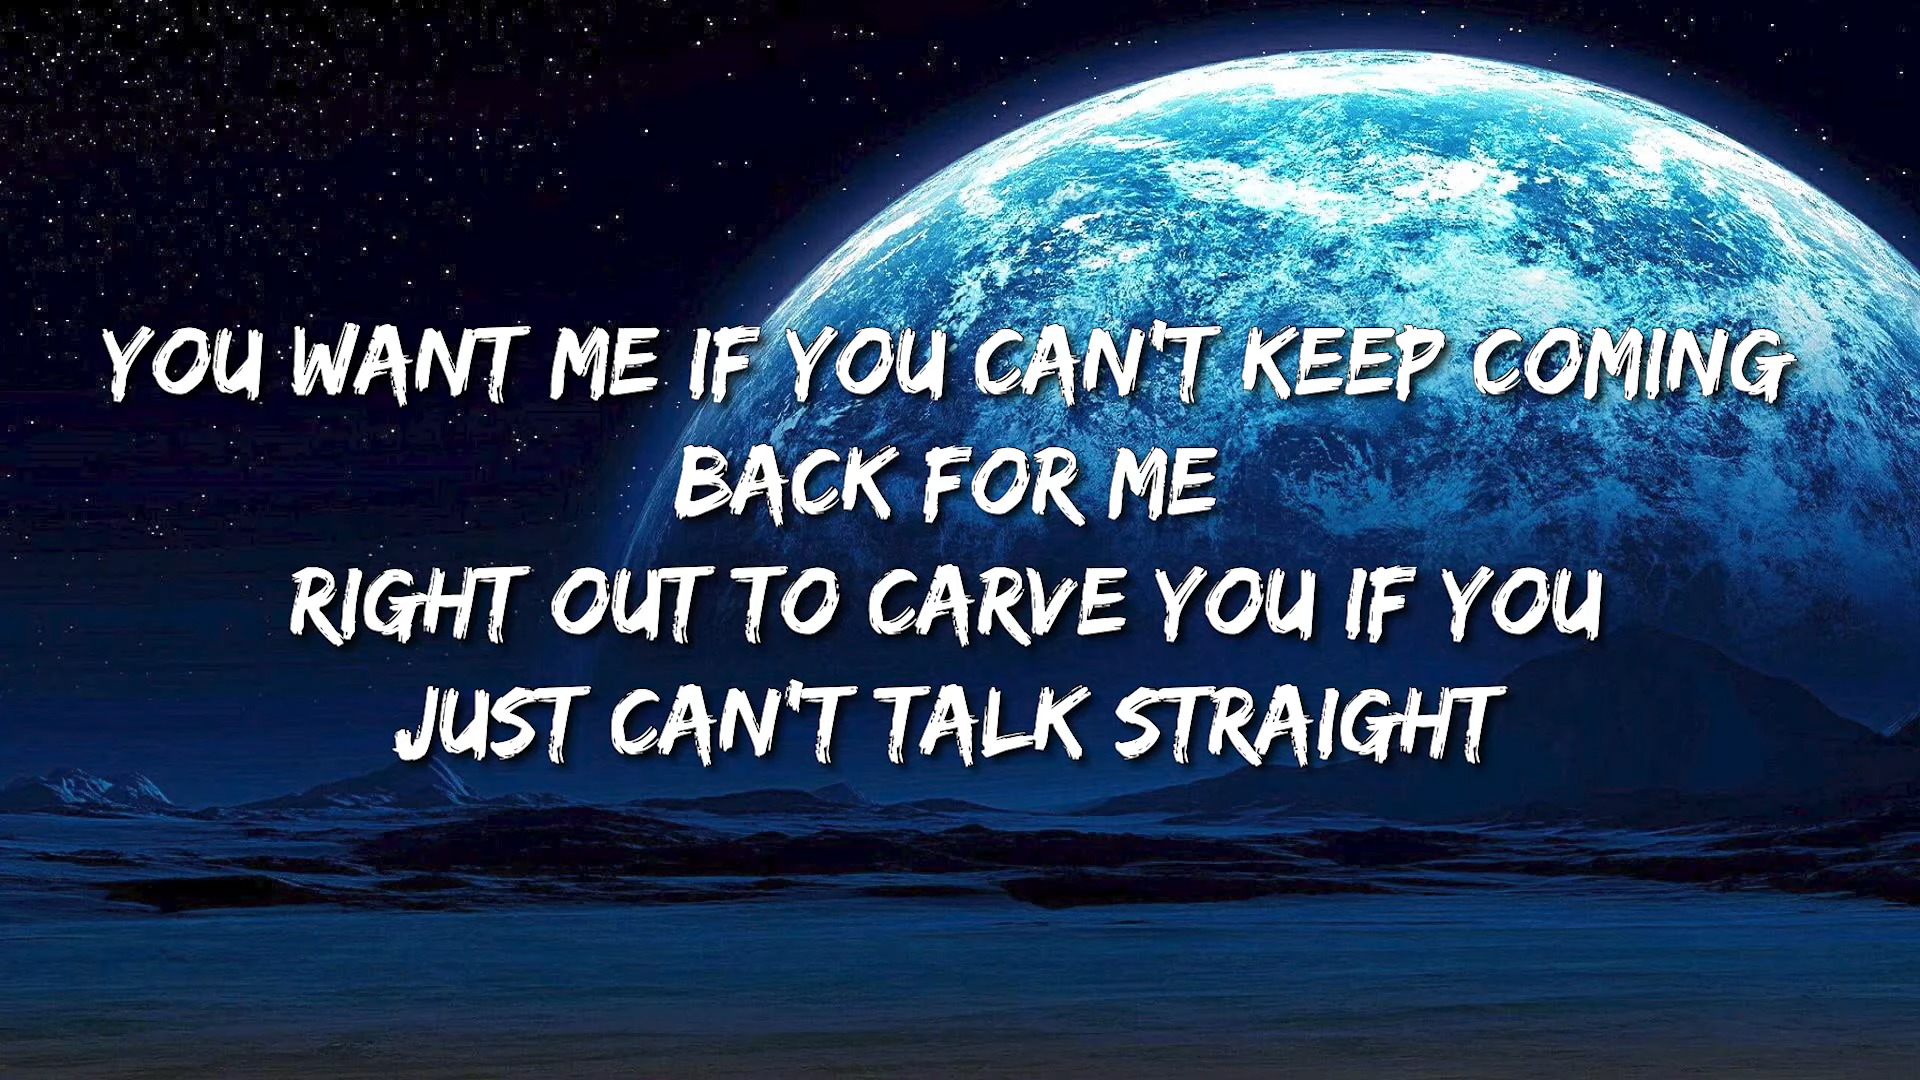 YOU WANT ME IF YOU CAN'T KEEP COMING
BACK FOR ME
RIGHT OUT TO CARVE YOU IF YOU
JUST CAN'T TALK STRAIGHT